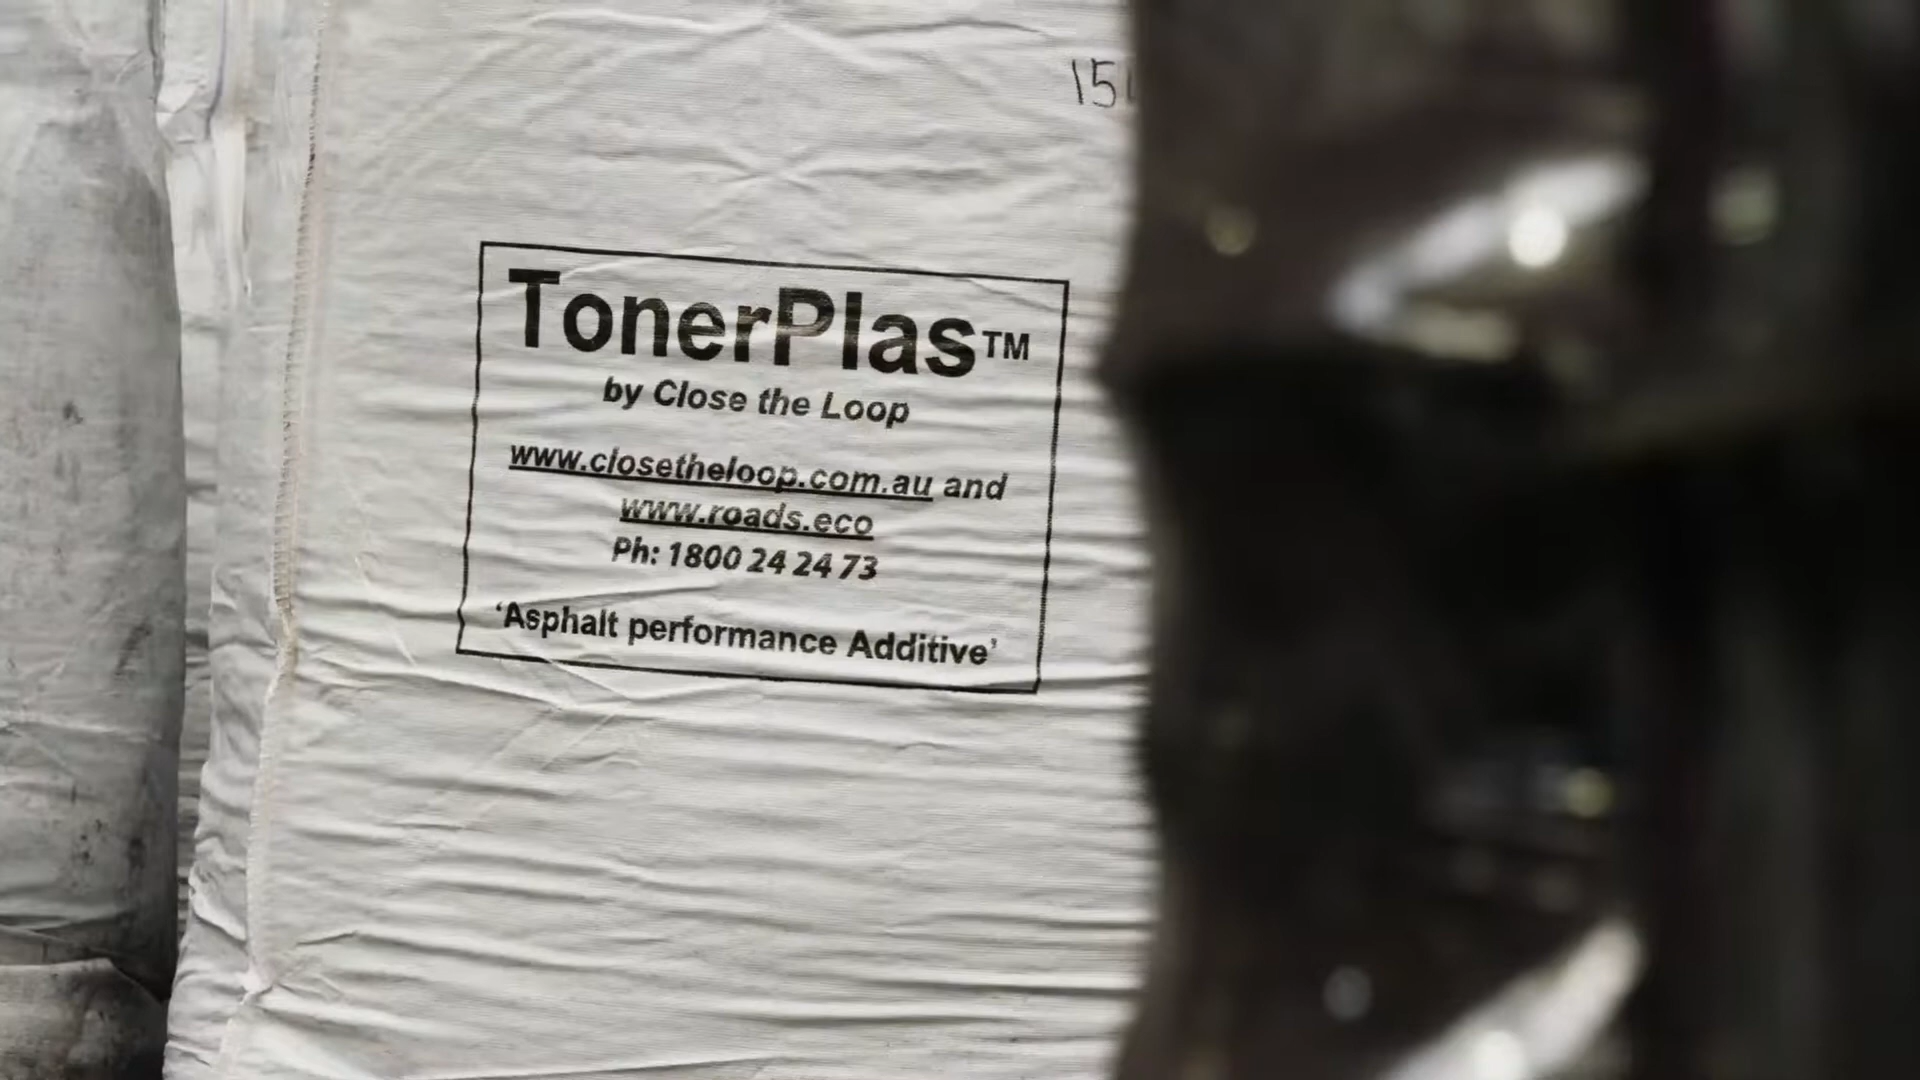 TonerPlas™
by Close the Loop
www.closetheloop.com.au and
www.roads.eco
Ph: 1800 24 24 73
‘Asphalt performance Additive’